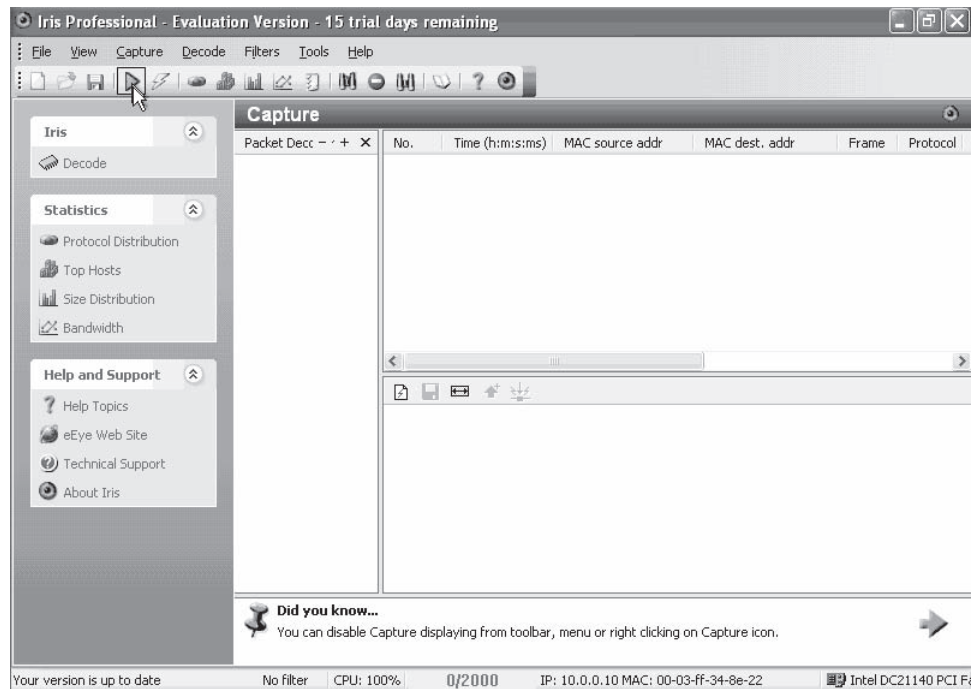 Iris Professional - Evaluation Version - 15 trial days remaining
File View Capture Decode Filters Tools Help
Capture
Iris
Decode
Statistics
Protocol Distribution
Top Hosts
Size Distribution
Bandwidth
Help and Support
Help Topics
eEye Web Site
Technical Support
About Iris
Packet Decc
No. Time (h:m:s:ms) MAC source addr MAC dest. addr Frame Protocol
Did you know...
You can disable Capture displaying from toolbar, menu or right clicking on Capture icon.
Your version is up to date No filter CPU: 100% 0/2000 IP: 10.0.0.10 MAC: 00-03-ff-34-8e-22 Intel DC21140 PCI Fa